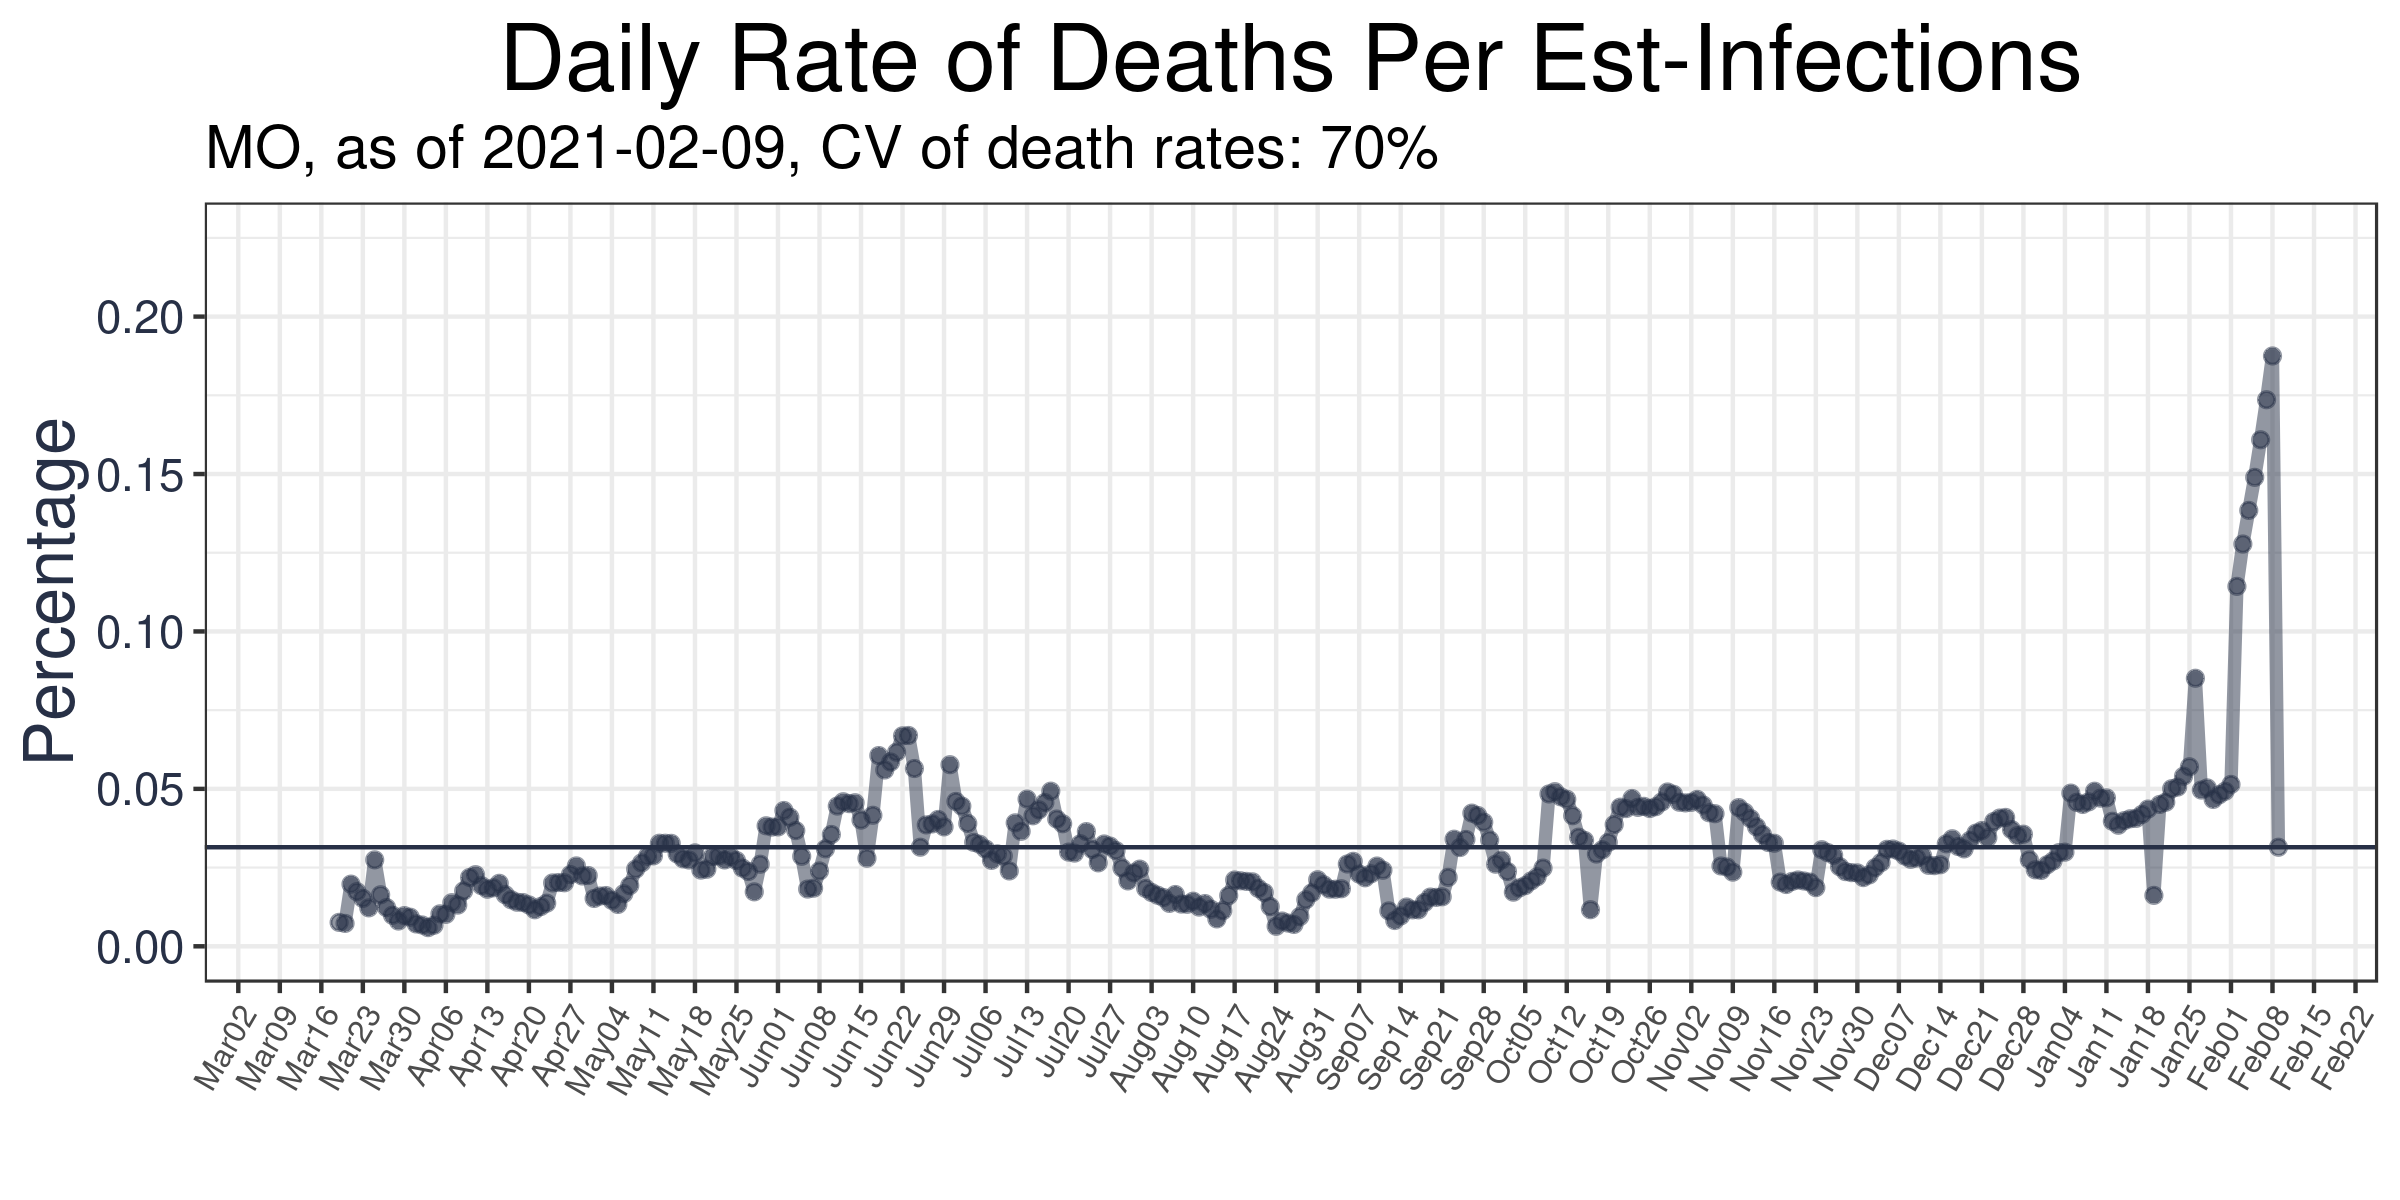 Daily Rate of Deaths Per Est-Infections
MO, as of 2021-02-09, CV of death rates: 70%
Percentage
0.20
0.15
0.10
0.05
0.00
Mar02
Mar09
Mar16
Mar23
Mar30
Apr06
Apr13
Apr20
Apr27
May04
May11
May18
May25
Jun01
Jun08
Jun15
Jun22
Jun29
Jul06
Jul13
Jul20
Jul27
Aug03
Aug10
Aug17
Aug24
Aug31
Sep07
Sep14
Sep21
Sep28
Oct05
Oct12
Oct19
Oct26
Nov02
Nov09
Nov16
Nov23
Nov30
Dec07
Dec14
Dec21
Dec28
Jan04
Jan11
Jan18
Jan25
Feb01
Feb08
Feb15
Feb22